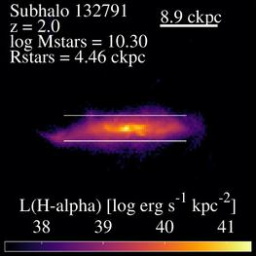 Subhalo 132791
8.9 ckpc
z = 2.0
log Mstars = 10.30
Rstars = 4.46 ckpc
L(H-alpha) [log erg s⁻¹ kpc⁻²]
38 39 40 41